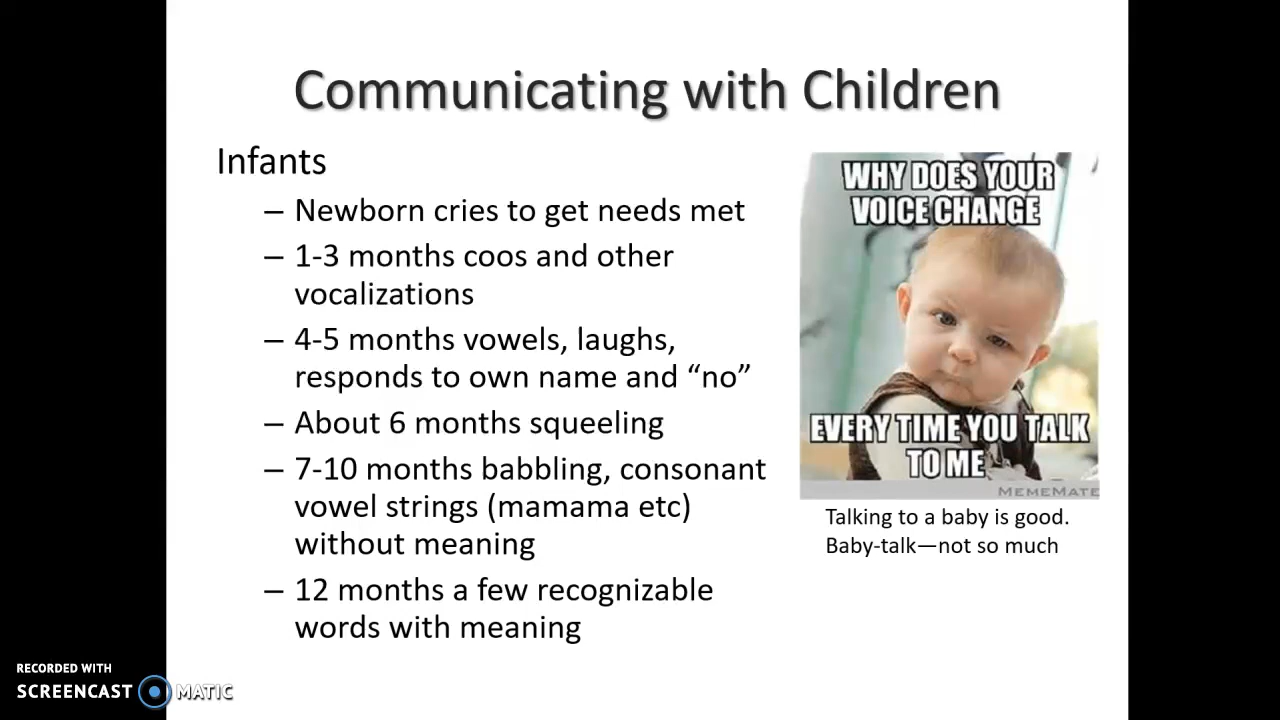 Communicating with Children
Infants
– Newborn cries to get needs met
– 1-3 months coos and other
vocalizations
– 4-5 months vowels, laughs,
responds to own name and “no”
– About 6 months squeeling
– 7-10 months babbling, consonant
vowel strings (mamama etc)
without meaning
– 12 months a few recognizable
words with meaning
WHY DOES YOUR
VOICE CHANGE
EVERY TIME YOU TALK
TO ME
MEMEMATE
Talking to a baby is good.
Baby-talk—not so much
RECORDED WITH
SCREENCAST MATIC